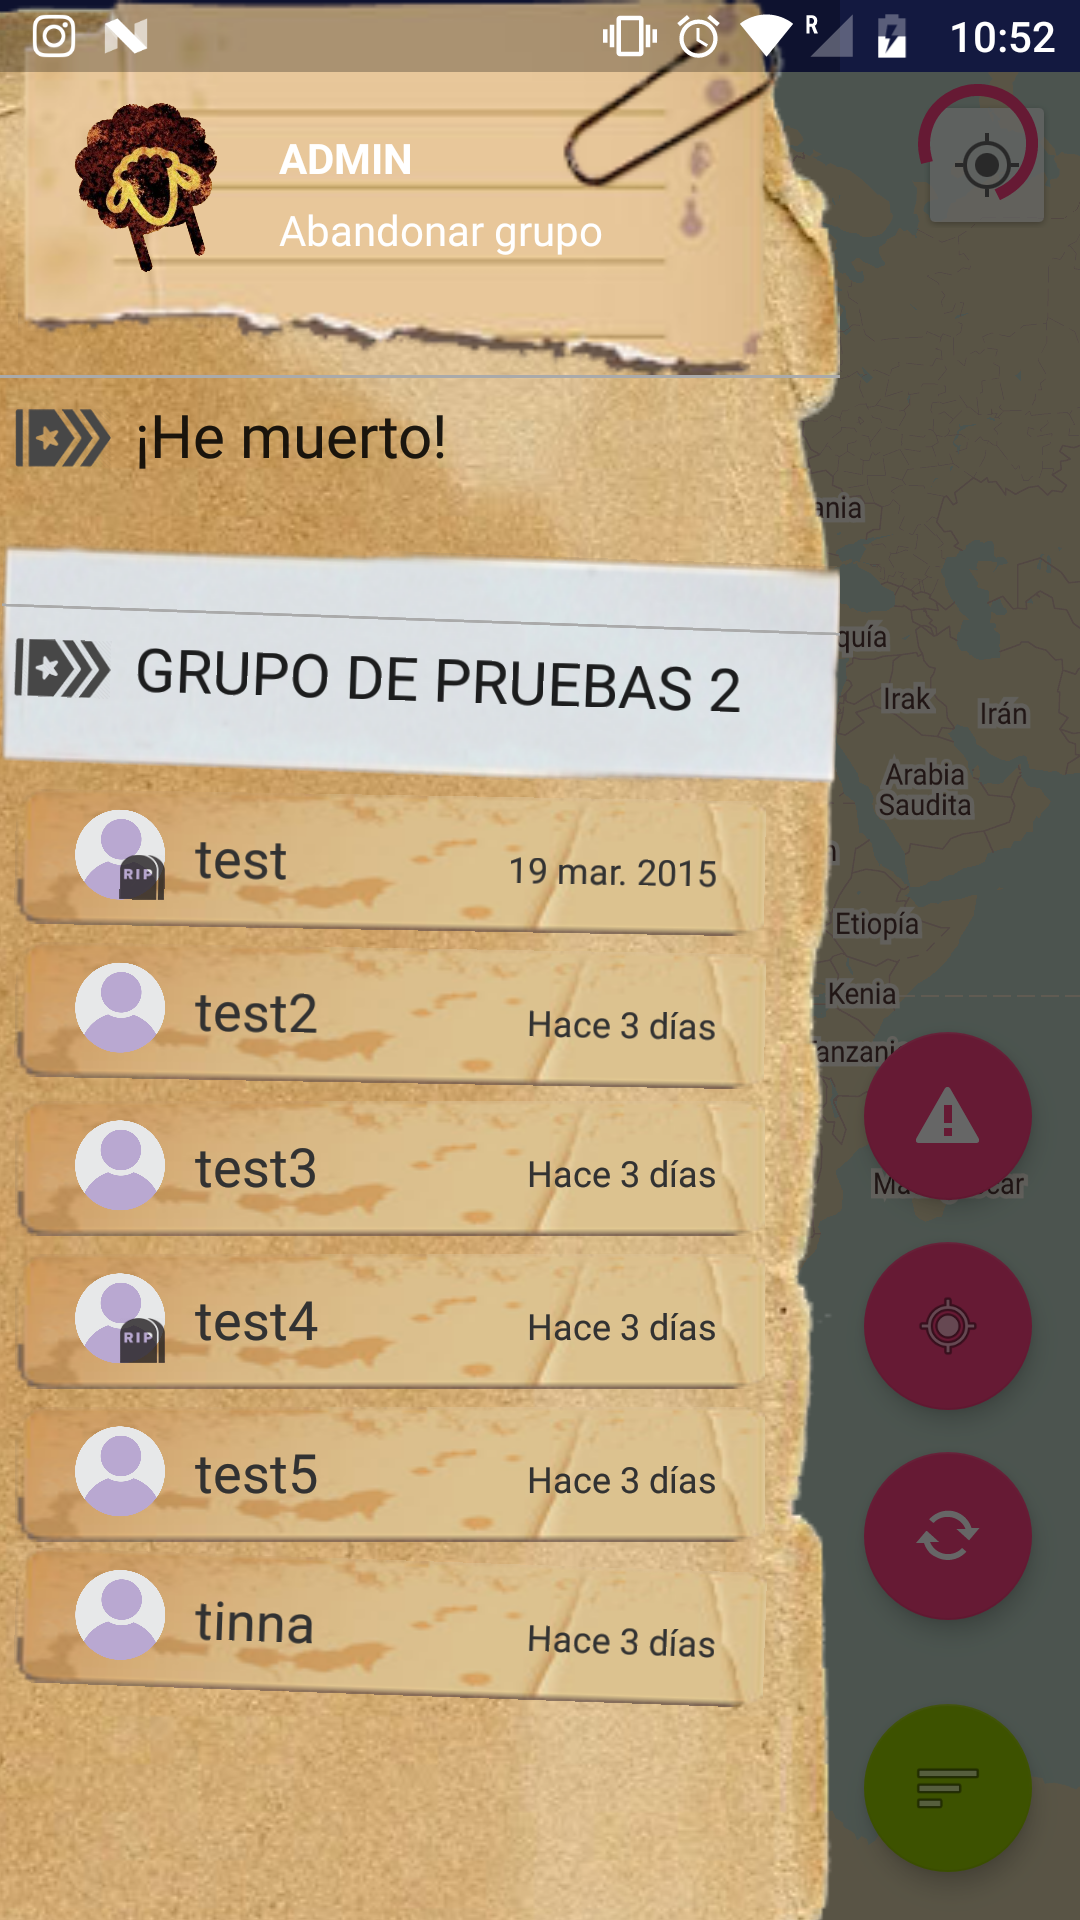 R
10:52
ADMIN
Abandonar grupo
¡He muerto!
ania
GRUPO DE PRUEBAS 2
quía
Irak
Irán
Arabia
Saudita
test
RIP
19 mar. 2015
Etiopía
test2
Hace 3 días
Kenia
anzani
test3
Hace 3 días
Ma
car
test4
RIP
Hace 3 días
test5
Hace 3 días
tinna
Hace 3 días